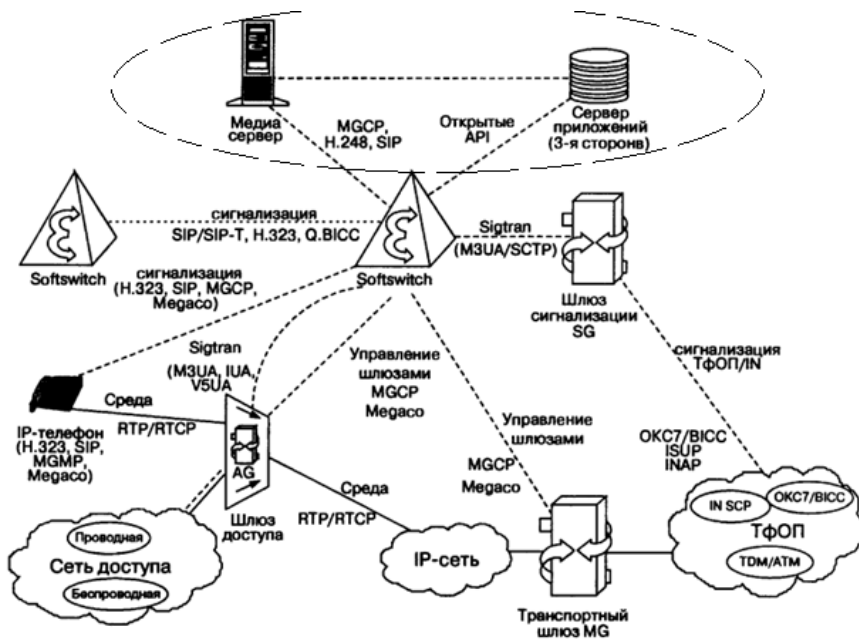 Медиа
сервер
MGCP,
H.248, SIP
Открытые
API
Сервер
приложений
(3-я сторонв)
сигнализация
SIP/SIP-T, H.323, Q.BICC
Sigtran
(M3UA/SCTP)
Softswitch
Softswitch
Шлюз
сигнализации
SG
сигнализация
(H.323, SIP, MGCP,
Megaco)
Sigtran
(M3UA, IUA,
V5UA
Управление
шлюзами
MGCP
Megaco
сигнализация
ТфОП/IN
Среда
RTP/RTCP
IP-телефон
(H.323, SIP,
MGMP,
Megaco)
AG
Шлюз
доступа
Среда
RTP/RTCP
Управление
шлюзами
MGCP
Megaco
ОКС7/BICC
ISUP
INAP
IN SCP
ОКС7/BICC
ТфОП
TDM/ATM
Проводная
Сеть доступа
Беспроводная
IP-сеть
Транспортный
шлюз MG